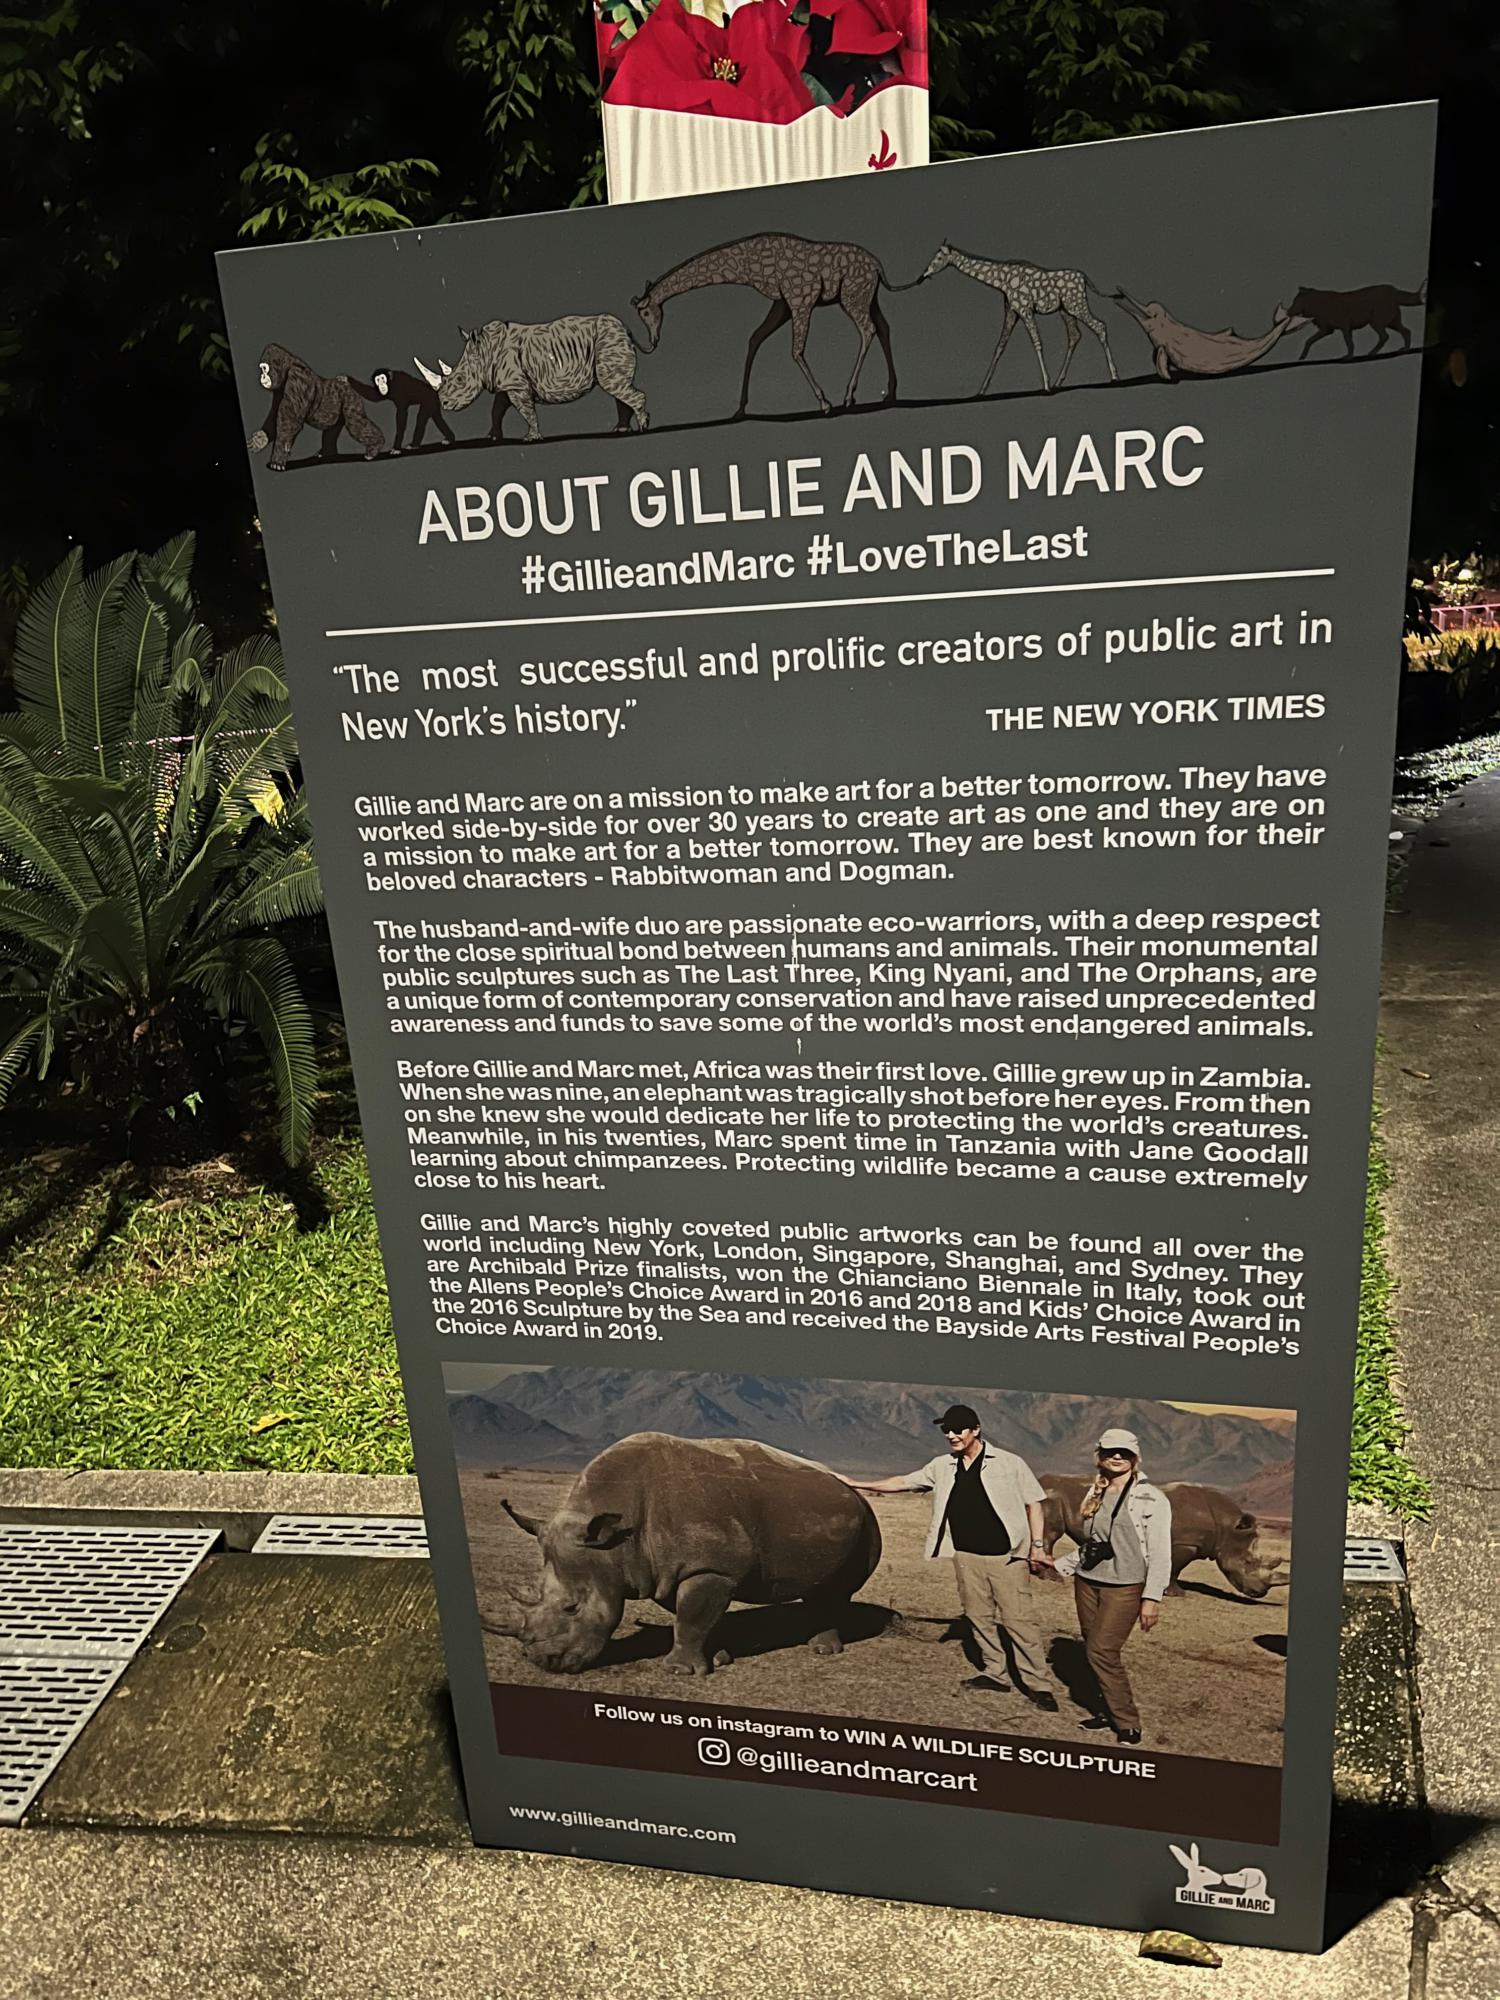 ABOUT GILLIE AND MARC
#GillieandMarc #LoveTheLast
“The most successful and prolific creators of public art in
New York’s history.”
THE NEW YORK TIMES
Gillie and Marc are on a mission to make art for a better tomorrow. They have
worked side-by-side for over 30 years to create art as one and they are on
a mission to make art for a better tomorrow. They are best known for their
beloved characters - Rabbitwoman and Dogman.
The husband-and-wife duo are passionate eco-warriors, with a deep respect
for the close spiritual bond between humans and animals. Their monumental
public sculptures such as The Last Three, King Nyani, and The Orphans, are
a unique form of contemporary conservation and have raised unprecedented
awareness and funds to save some of the world’s most endangered animals.
Before Gillie and Marc met, Africa was their first love. Gillie grew up in Zambia.
When she was nine, an elephant was tragically shot before her eyes. From then
on she knew she would dedicate her life to protecting the world’s creatures.
Meanwhile, in his twenties, Marc spent time in Tanzania with Jane Goodall
learning about chimpanzees. Protecting wildlife became a cause extremely
close to his heart.
Gillie and Marc’s highly coveted public artworks can be found all over the
world including New York, London, Singapore, Shanghai, and Sydney. They
are Archibald Prize finalists, won the Chianciano Biennale in Italy, took out
the Allens People’s Choice Award in 2016 and 2018 and Kids’ Choice Award in
the 2016 Sculpture by the Sea and received the Bayside Arts Festival People’s
Choice Award in 2019.
Follow us on instagram to WIN A WILDLIFE SCULPTURE
@gillieandmarcart
www.gillieandmarc.com
GILLIE AND MARC